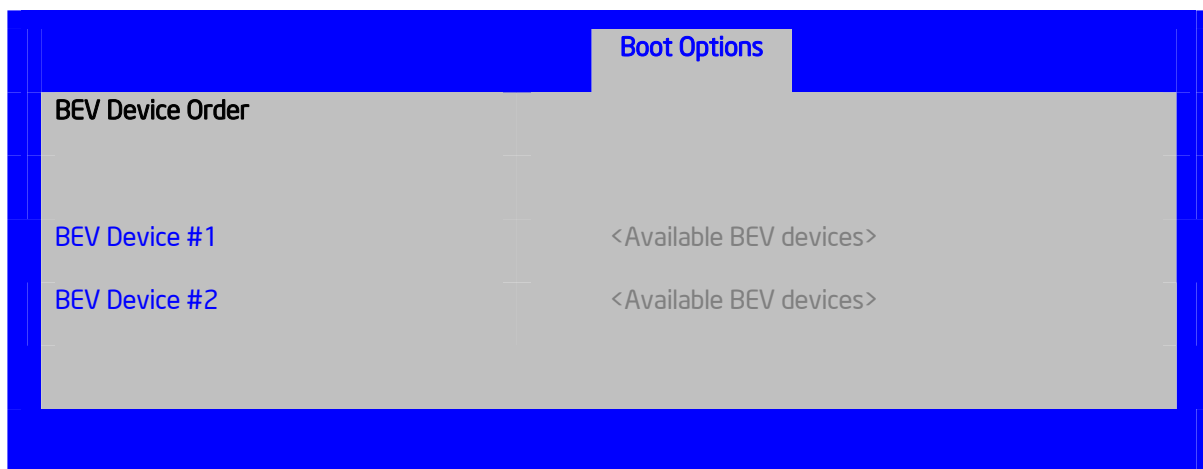 Boot Options
BEV Device Order
BEV Device #1 <Available BEV devices>
BEV Device #2 <Available BEV devices>